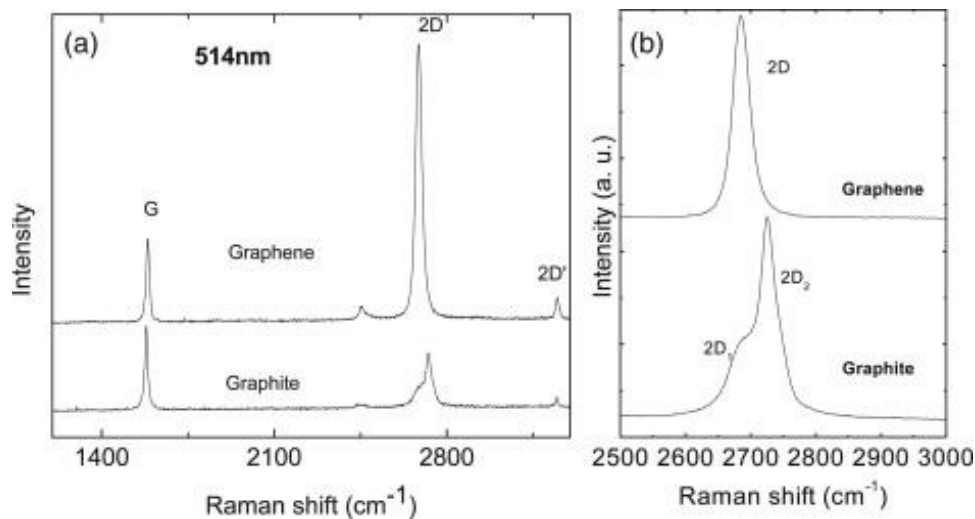 (a)
514nm
2D
G
Graphene
2D'
Graphite
1400 2100 2800
Raman shift (cm-1)
Intensity
(b)
2D
Graphene
2D2
2D1
Graphite
2500 2600 2700 2800 2900 3000
Raman shift (cm-1)
Intensity (a. u.)